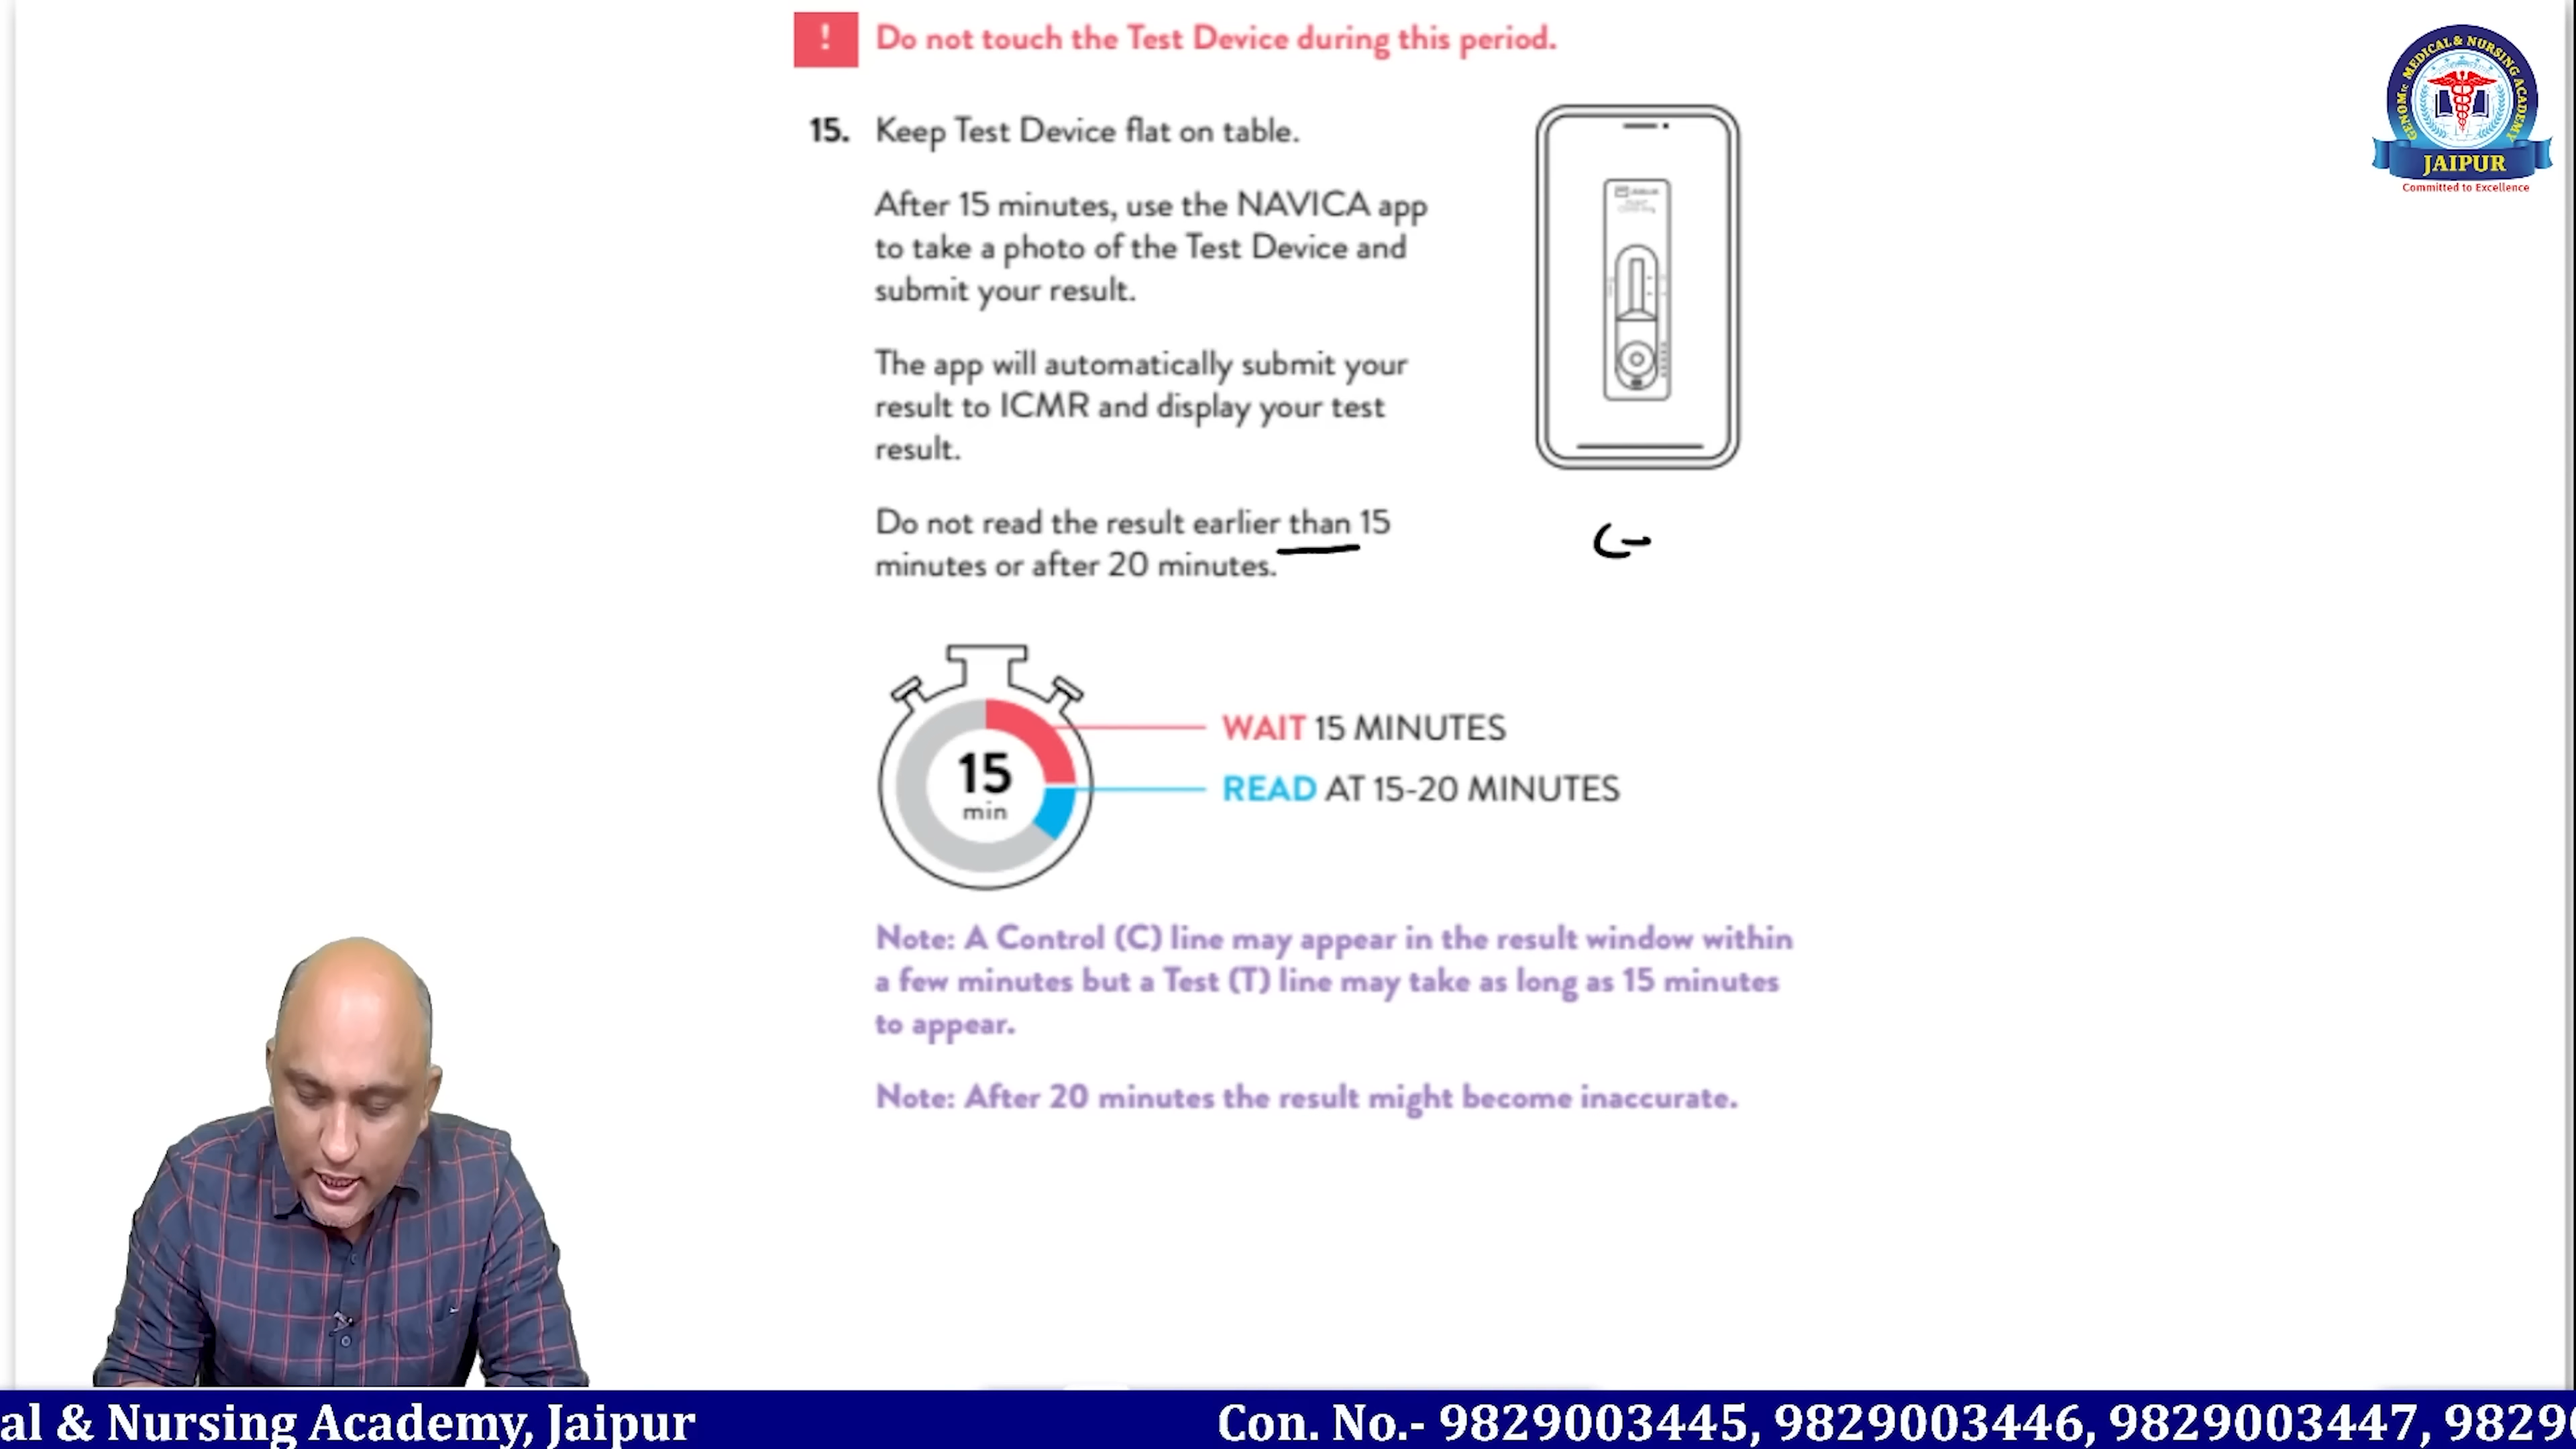 ! Do not touch the Test Device during this period.
MEDICAL & NURSING ACADEMY
JAIPUR
Committed to Excellence
15. Keep Test Device flat on table.
After 15 minutes, use the NAVICA app
to take a photo of the Test Device and
submit your result.
The app will automatically submit your
result to ICMR and display your test
result.
Do not read the result earlier than 15
minutes or after 20 minutes.
15
min
WAIT 15 MINUTES
READ AT 15-20 MINUTES
Note: A Control (C) line may appear in the result window within
a few minutes but a Test (T) line may take as long as 15 minutes
to appear.
Note: After 20 minutes the result might become inaccurate.
al & Nursing Academy, Jaipur
Con. No.- 9829003445, 9829003446, 9829003447, 9829